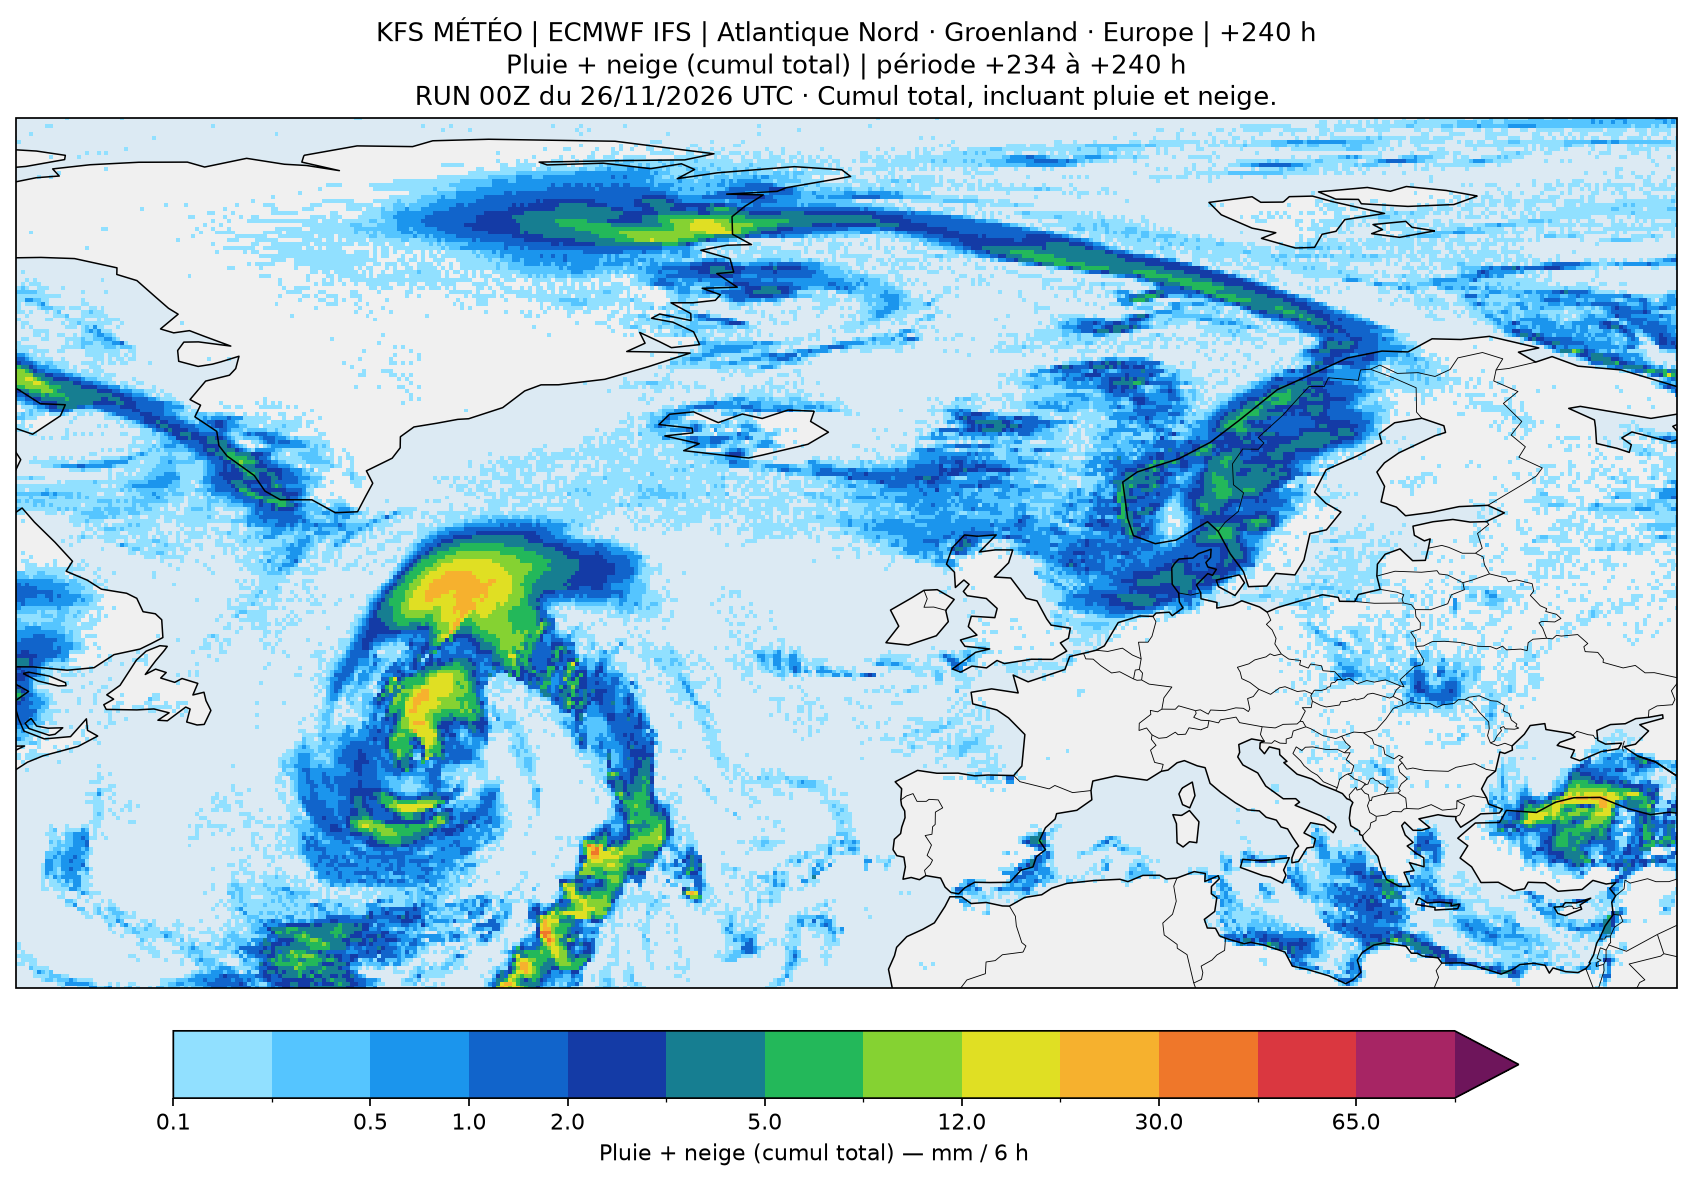 KFS MÉTÉO | ECMWF IFS | Atlantique Nord · Groenland · Europe | +240 h
Pluie + neige (cumul total) | période +234 à +240 h
RUN 00Z du 26/11/2026 UTC · Cumul total, incluant pluie et neige.
0.1 0.5 1.0 2.0 5.0 12.0 30.0 65.0
Pluie + neige (cumul total) — mm / 6 h